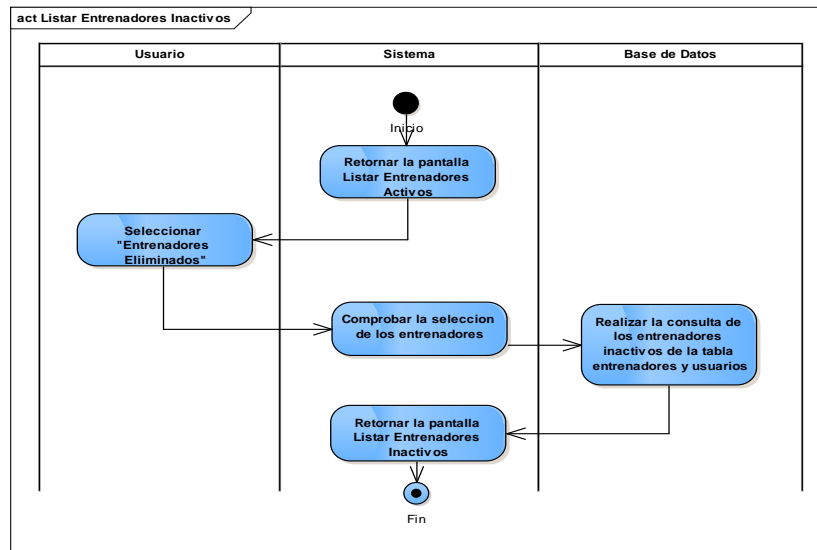 act Listar Entrenadores Inactivos
Usuario
Sistema
Base de Datos
Inicio
Retornar la pantalla
Listar Entrenadores
Activos
Seleccionar
"Entrenadores
Eliiminados"
Comprobar la seleccion
de los entrenadores
Realizar la consulta de
los entrenadores
inactivos de la tabla
entrenadores y usuarios
Retornar la pantalla
Listar Entrenadores
Inactivos
Fin